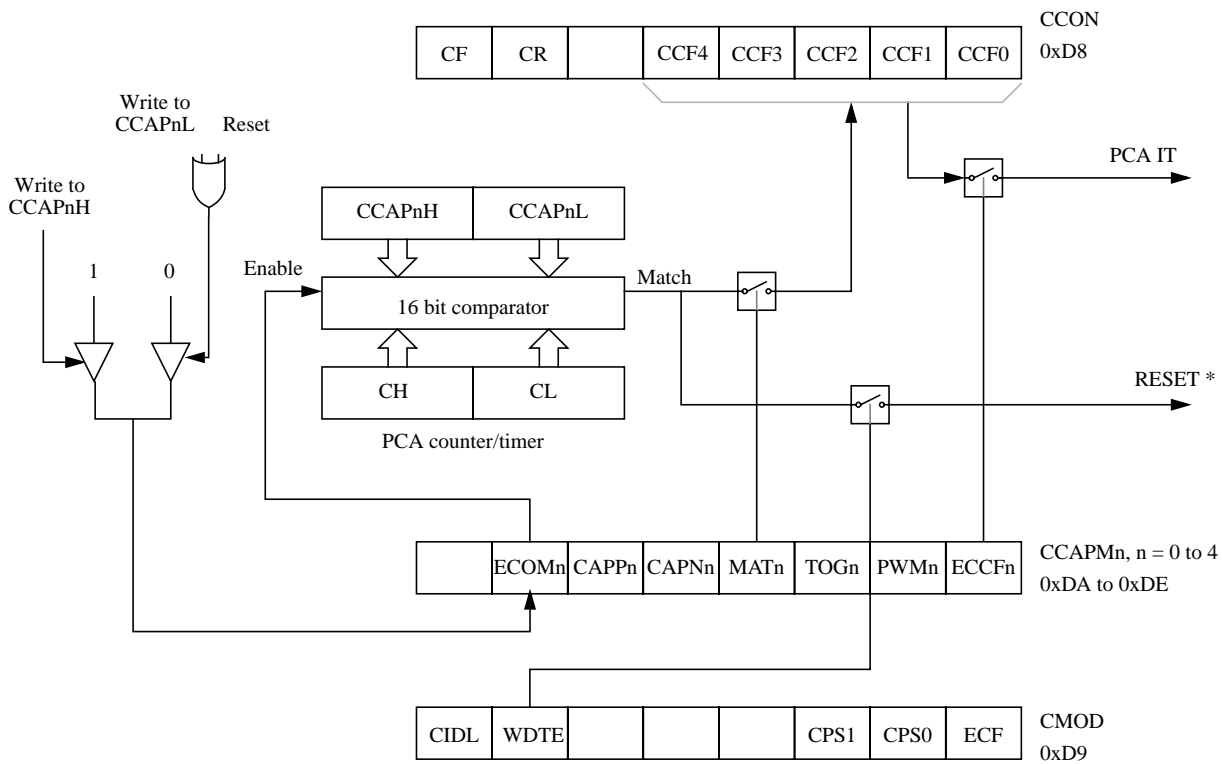 CF CR CCF4 CCF3 CCF2 CCF1 CCF0
CCON
0xD8
Write to
CCAPnL
Reset
Write to
CCAPnH
1 0
CCAPnH CCAPnL
PCA IT
Enable
16 bit comparator
Match
CH CL
PCA counter/timer
RESET *
ECOMn CAPPn CAPNn MATn TOGn PWMn ECCFn
CCAPMn, n = 0 to 4
0xDA to 0xDE
CIDL WDTE CPS1 CPS0 ECF
CMOD
0xD9